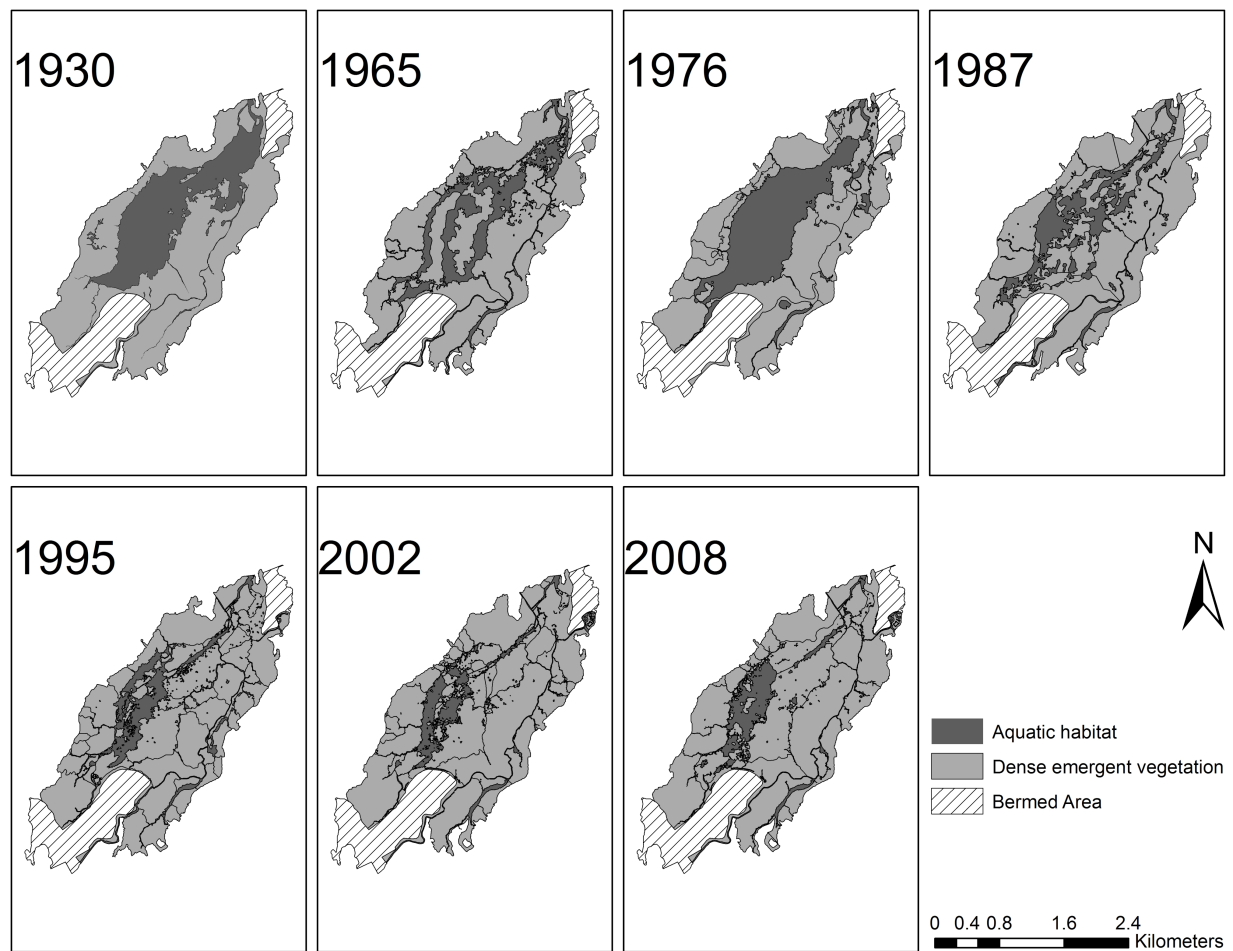 1930
1965
1976
1987
1995
2002
2008
N
Aquatic habitat
Dense emergent vegetation
Bermed Area
0 0.4 0.8 1.6 2.4
Kilometers